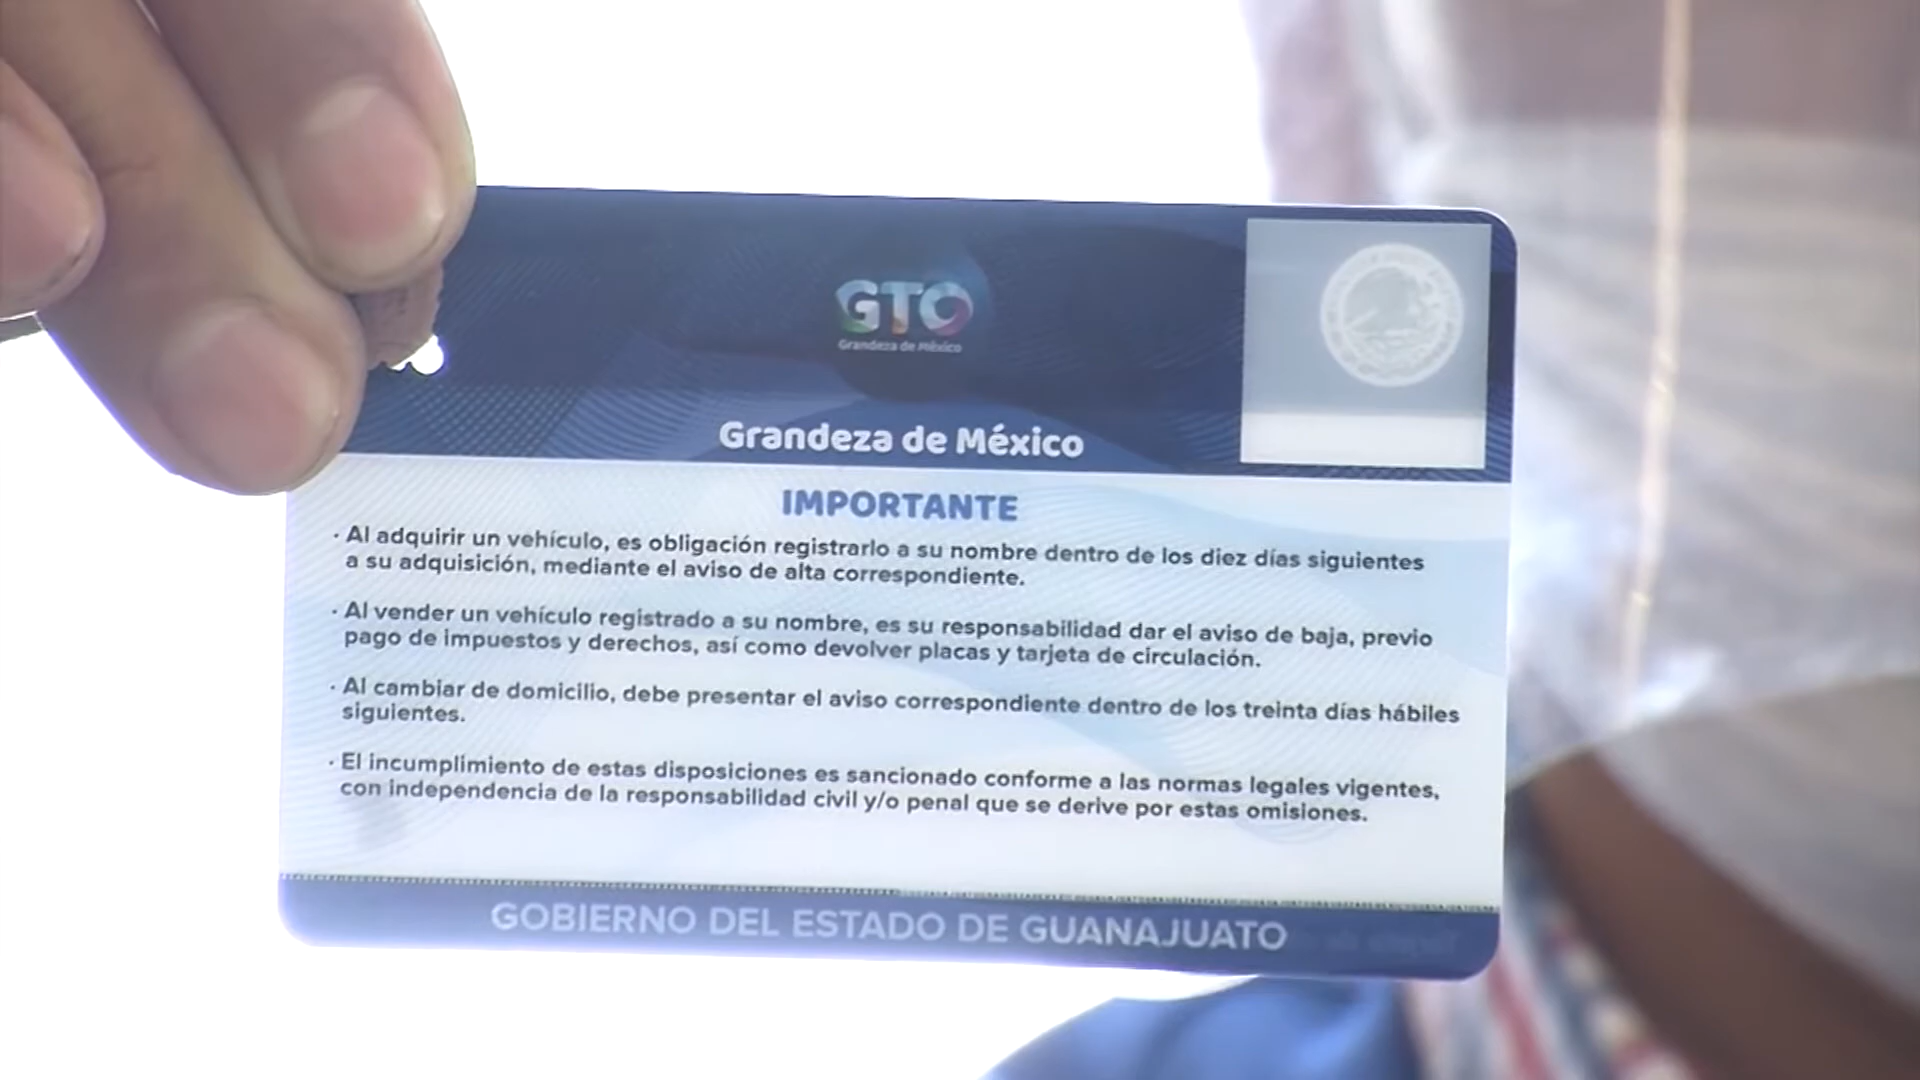 GTO
Grandeza de México
Grandeza de México
IMPORTANTE
· Al adquirir un vehículo, es obligación registrarlo a su nombre dentro de los diez días siguientes
a su adquisición, mediante el aviso de alta correspondiente.
· Al vender un vehículo registrado a su nombre, es su responsabilidad dar el aviso de baja, previo
pago de impuestos y derechos, así como devolver placas y tarjeta de circulación.
· Al cambiar de domicilio, debe presentar el aviso correspondiente dentro de los treinta días hábiles
siguientes.
· El incumplimiento de estas disposiciones es sancionado conforme a las normas legales vigentes,
con independencia de la responsabilidad civil y/o penal que se derive por estas omisiones.
GOBIERNO DEL ESTADO DE GUANAJUATO